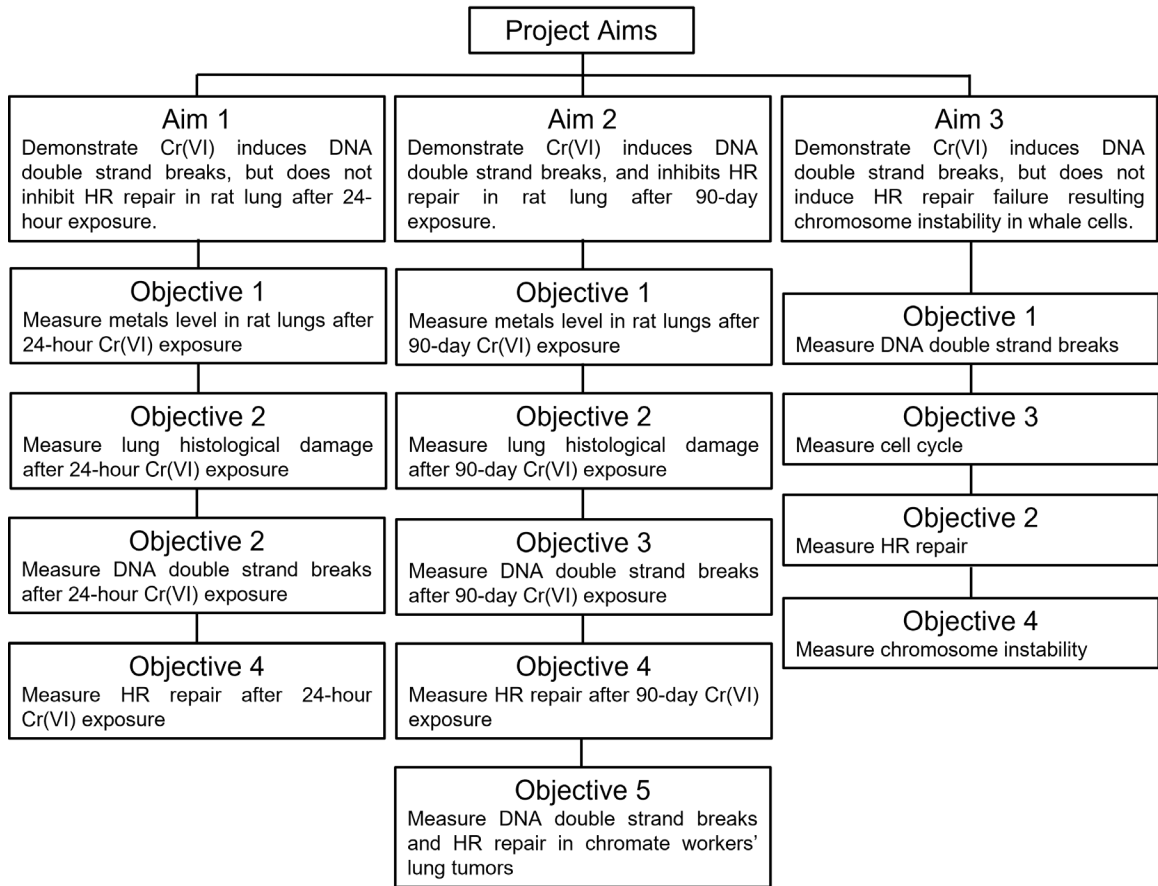 Project Aims
Aim 1
Demonstrate Cr(VI) induces DNA
double strand breaks, but does not
inhibit HR repair in rat lung after 24-
hour exposure.
Objective 1
Measure metals level in rat lungs after
24-hour Cr(VI) exposure
Objective 2
Measure lung histological damage
after 24-hour Cr(VI) exposure
Objective 2
Measure DNA double strand breaks
after 24-hour Cr(VI) exposure
Objective 4
Measure HR repair after 24-hour
Cr(VI) exposure
Aim 2
Demonstrate Cr(VI) induces DNA
double strand breaks, and inhibits HR
repair in rat lung after 90-day
exposure.
Objective 1
Measure metals level in rat lungs after
90-day Cr(VI) exposure
Objective 2
Measure lung histological damage
after 90-day Cr(VI) exposure
Objective 3
Measure DNA double strand breaks
after 90-day Cr(VI) exposure
Objective 4
Measure HR repair after 90-day Cr(VI)
exposure
Objective 5
Measure DNA double strand breaks
and HR repair in chromate workers’
lung tumors
Aim 3
Demonstrate Cr(VI) induces DNA
double strand breaks, but does not
induce HR repair failure resulting
chromosome instability in whale cells.
Objective 1
Measure DNA double strand breaks
Objective 3
Measure cell cycle
Objective 2
Measure HR repair
Objective 4
Measure chromosome instability